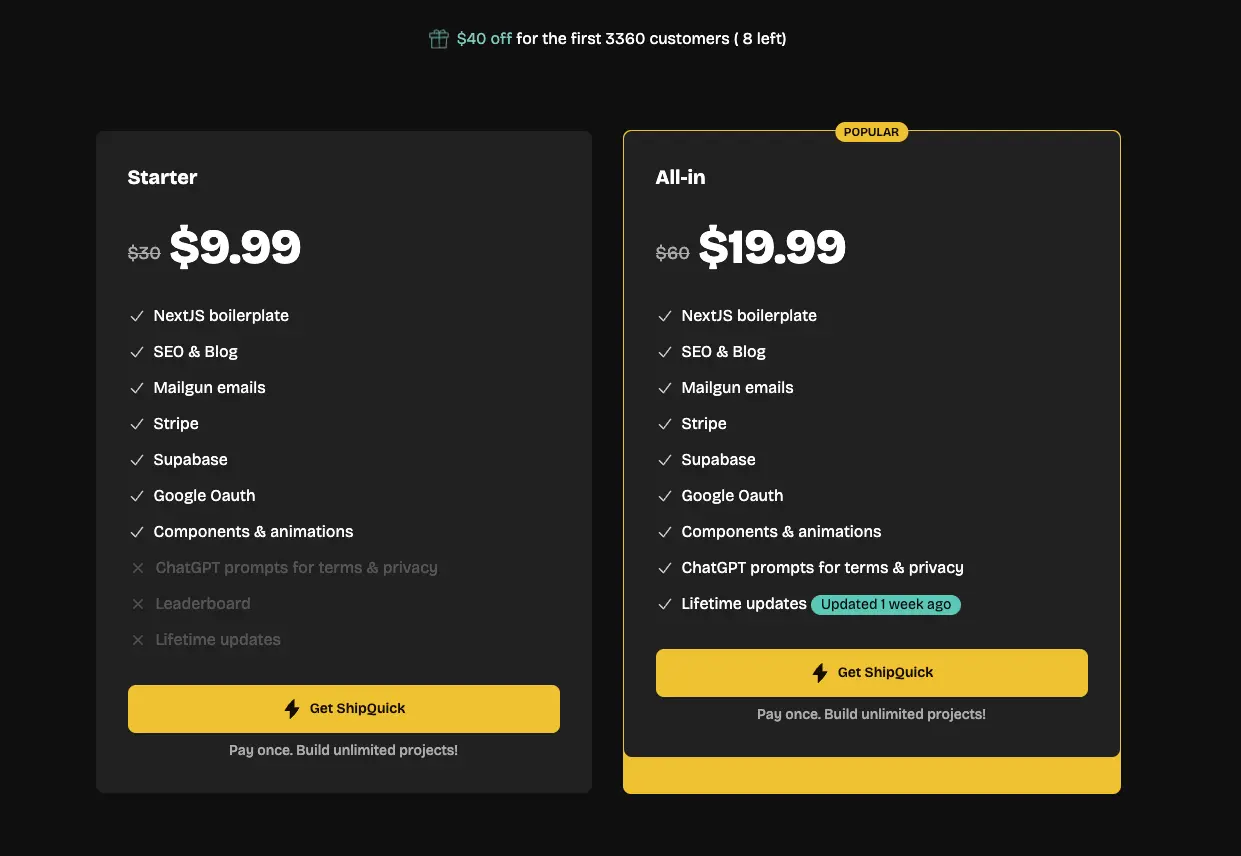 $40 off for the first 3360 customers ( 8 left)
Starter
$30 $9.99
NextJS boilerplate
SEO & Blog
Mailgun emails
Stripe
Supabase
Google Oauth
Components & animations
ChatGPT prompts for terms & privacy
Leaderboard
Lifetime updates
Get ShipQuick
Pay once. Build unlimited projects!
POPULAR
All-in
$60 $19.99
NextJS boilerplate
SEO & Blog
Mailgun emails
Stripe
Supabase
Google Oauth
Components & animations
ChatGPT prompts for terms & privacy
Lifetime updates Updated 1 week ago
Get ShipQuick
Pay once. Build unlimited projects!